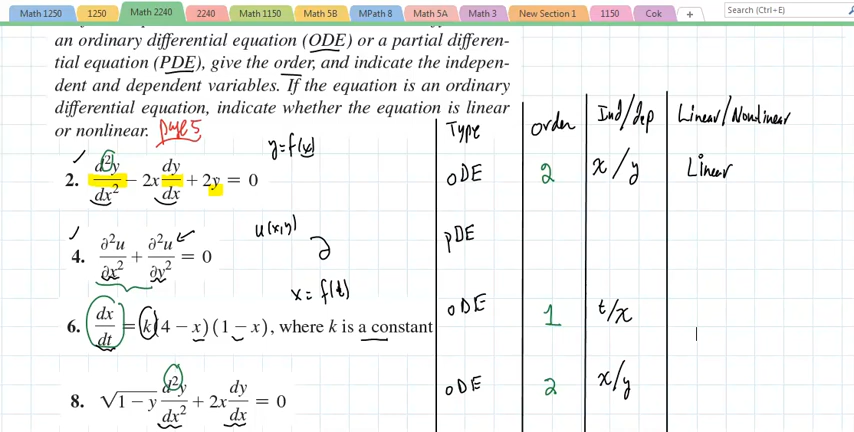 Math 1250 1250 Math 2240 2240 Math 1150 Math 5B MPath 8 Math 5A Math 3 New Section 1 1150 Cok + Search (Ctrl+E)
an ordinary differential equation (ODE) or a partial differen-
tial equation (PDE), give the order, and indicate the indepen-
dent and dependent variables. If the equation is an ordinary
differential equation, indicate whether the equation is linear
or nonlinear. page 5
Type order Ind/dep Linear/Nonlinear
y=f(x)
2. d²y/dx² − 2x dy/dx + 2y = 0 ODE 2 x/y Linear
u(x,y) ∂
4. ∂²u/∂x² + ∂²u/∂y² = 0 PDE
x = f(t)
6. dx/dt = k(4 − x)(1 − x), where k is a constant ODE 1 t/x
8. √1 − y d²y/dx² + 2x dy/dx = 0 ODE 2 x/y